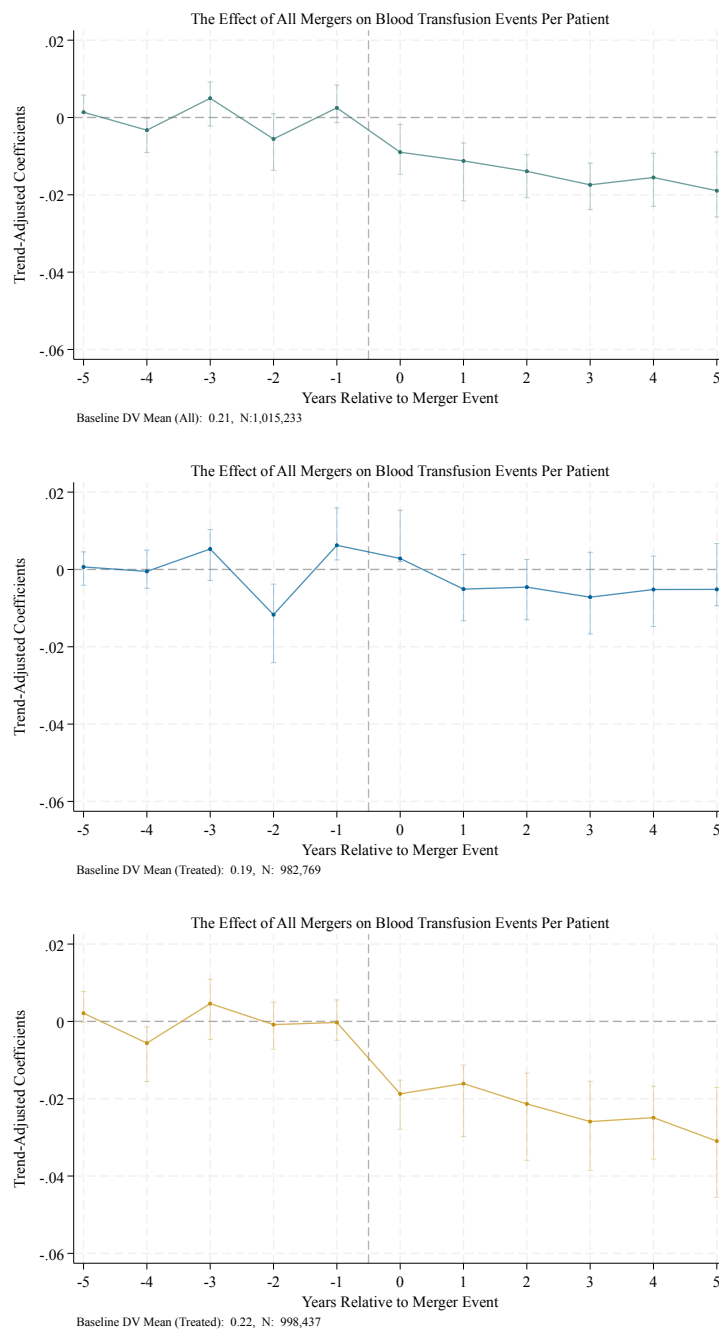 The Effect of All Mergers on Blood Transfusion Events Per Patient
Trend-Adjusted Coefficients
.02
0
-.02
-.04
-.06
-5 -4 -3 -2 -1 0 1 2 3 4 5
Years Relative to Merger Event
Baseline DV Mean (All): 0.21, N:1,015,233
The Effect of All Mergers on Blood Transfusion Events Per Patient
Trend-Adjusted Coefficients
.02
0
-.02
-.04
-.06
-5 -4 -3 -2 -1 0 1 2 3 4 5
Years Relative to Merger Event
Baseline DV Mean (Treated): 0.19, N: 982,769
The Effect of All Mergers on Blood Transfusion Events Per Patient
Trend-Adjusted Coefficients
.02
0
-.02
-.04
-.06
-5 -4 -3 -2 -1 0 1 2 3 4 5
Years Relative to Merger Event
Baseline DV Mean (Treated): 0.22, N: 998,437